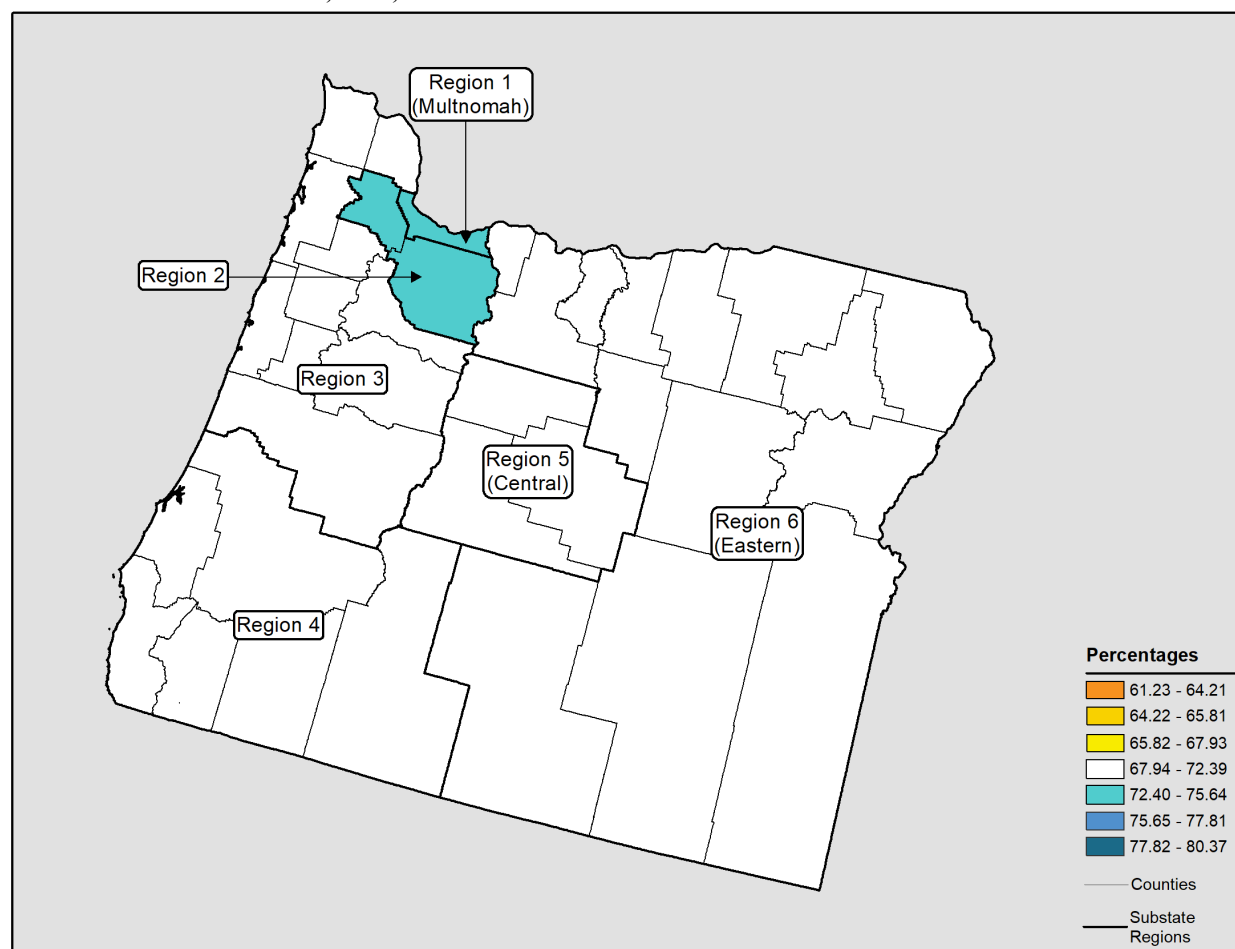 Region 1
(Multnomah)
Region 2
Region 3
Region 5
(Central)
Region 6
(Eastern)
Region 4
Percentages
61.23 - 64.21
64.22 - 65.81
65.82 - 67.93
67.94 - 72.39
72.40 - 75.64
75.65 - 77.81
77.82 - 80.37
Counties
Substate
Regions